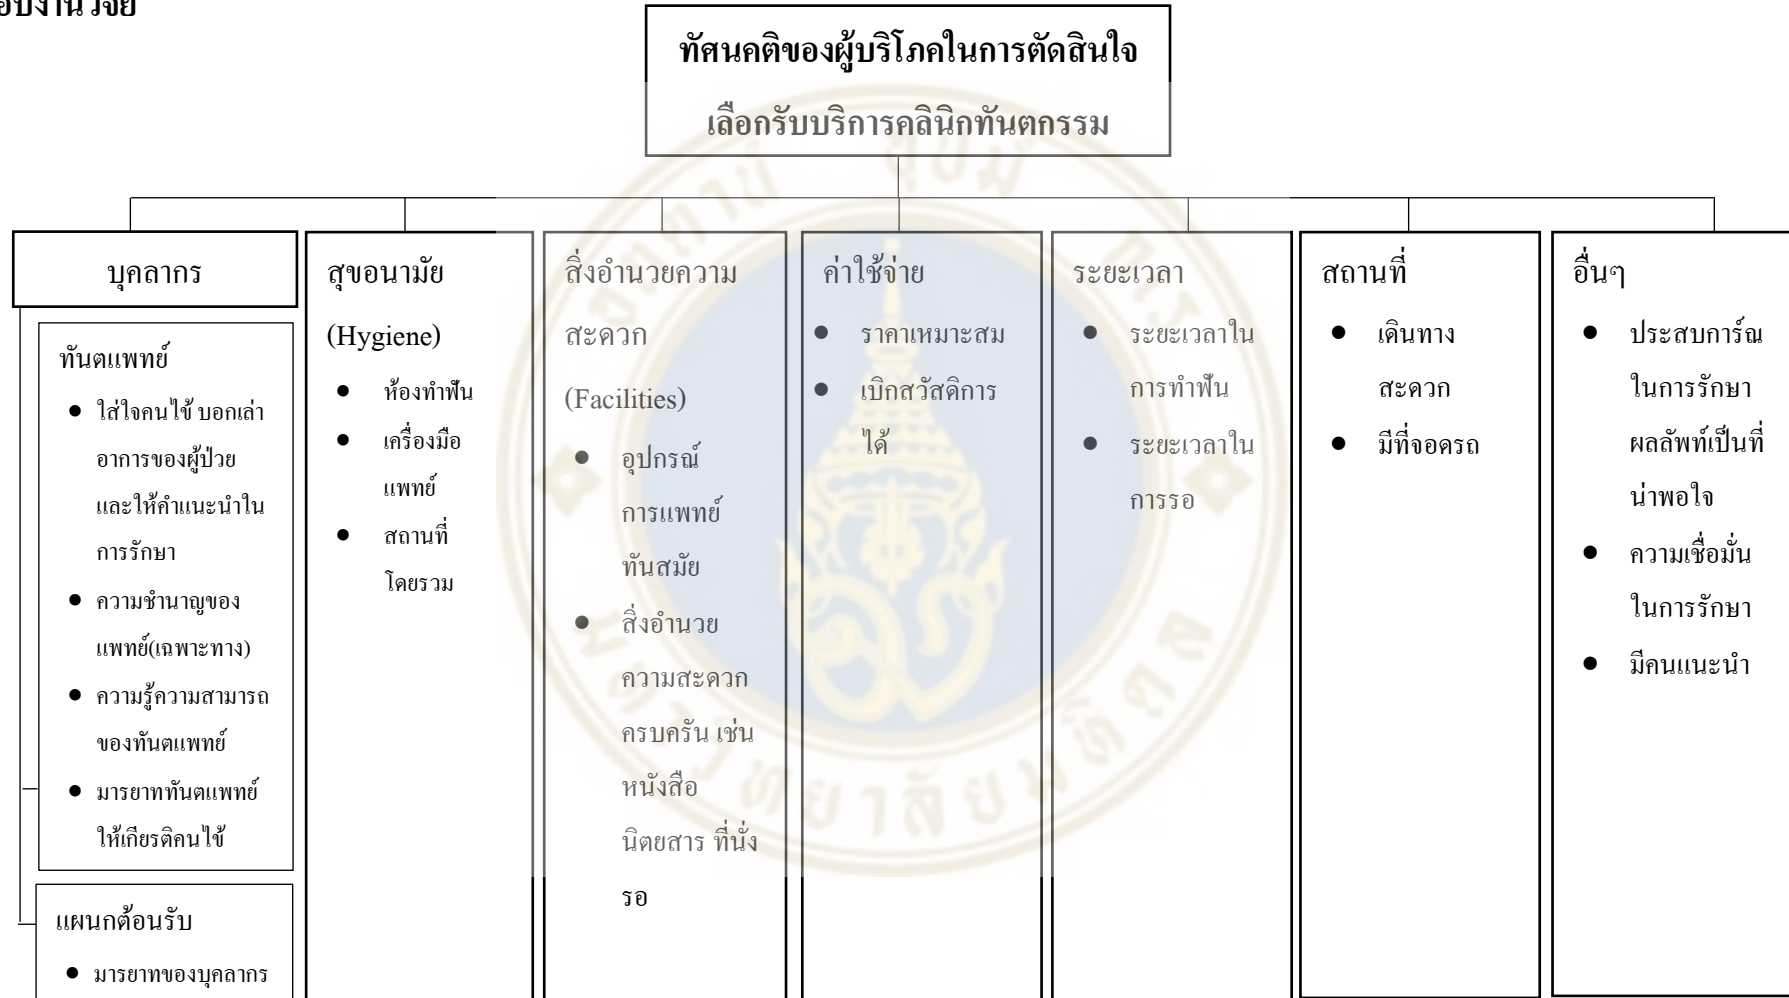 ทัศนคติของผู้บริโภคในการตัดสินใจ
เลือกรับบริการคลินิกทันตกรรม
บุคลากร
ทันตแพทย์
● ใส่ใจคนไข้ บอกเล่า
อาการของผู้ป่วย
และให้คำแนะนำใน
การรักษา
● ความชำนาญของ
แพทย์(เฉพาะทาง)
● ความรู้ความสามารถ
ของทันตแพทย์
● มารยาททันตแพทย์
ให้เกียรติคนไข้
แผนกต้อนรับ
● มารยาทของบุคลากร
สุขอนามัย
(Hygiene)
● ห้องทำฟัน
● เครื่องมือ
แพทย์
● สถานที่
โดยรวม
สิ่งอำนวยความ
สะดวก
(Facilities)
● อุปกรณ์
การแพทย์
ทันสมัย
● สิ่งอำนวย
ความสะดวก
ครบครัน เช่น
หนังสือ
นิตยสาร ที่นั่ง
รอ
ค่าใช้จ่าย
● ราคาเหมาะสม
● เบิกสวัสดิการ
ได้
ระยะเวลา
● ระยะเวลาใน
การทำฟัน
● ระยะเวลาใน
การรอ
สถานที่
● เดินทาง
สะดวก
● มีที่จอดรถ
อื่นๆ
● ประสบการ์ณ
ในการรักษา
ผลลัพท์เป็นที่
น่าพอใจ
● ความเชื่อมั่น
ในการรักษา
● มีคนแนะนำ
มหาวิทยาลัยมหิดล